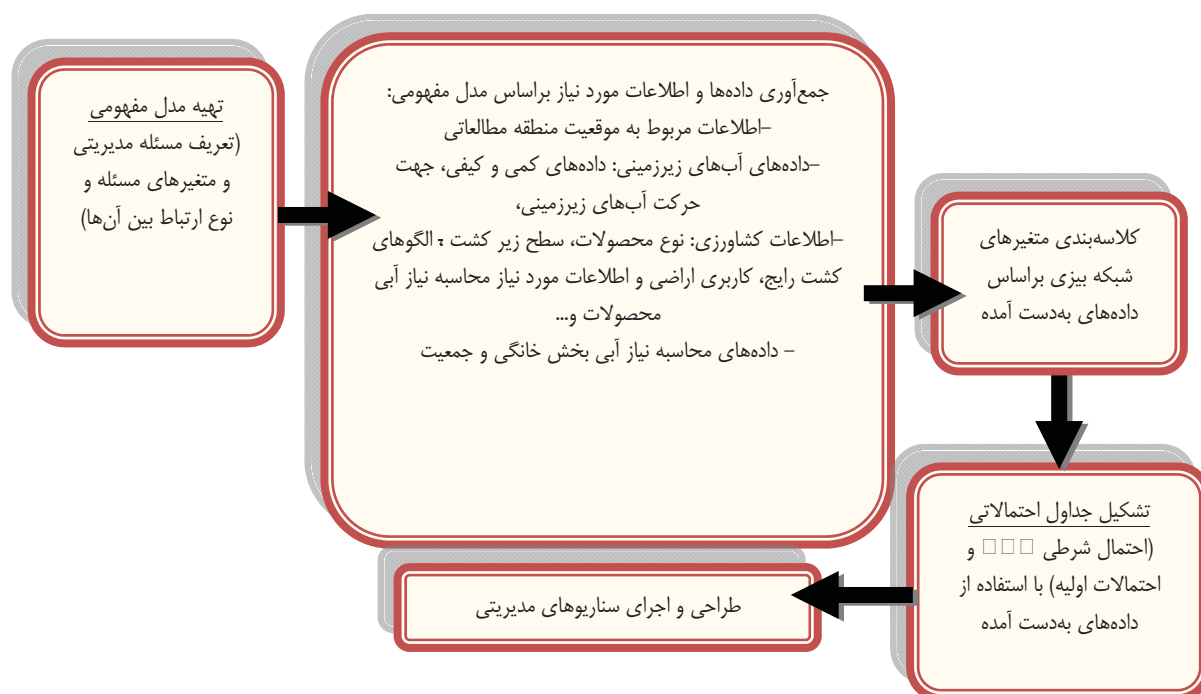 تهیه مدل مفهومی
(تعریف مسئله مدیریتی
و متغیرهای مسئله و
نوع ارتباط بین آن‌ها)
جمع‌آوری داده‌ها و اطلاعات مورد نیاز براساس مدل مفهومی:
–اطلاعات مربوط به موقعیت منطقه مطالعاتی
–داده‌های آب‌های زیرزمینی: داده‌های کمی و کیفی، جهت
حرکت آب‌های زیرزمینی،
–اطلاعات کشاورزی: نوع محصولات، سطح زیر کشت ، الگوهای
کشت رایج، کاربری اراضی و اطلاعات مورد نیاز محاسبه نیاز آبی
محصولات و...
– داده‌های محاسبه نیاز آبی بخش خانگی و جمعیت
کلاسه‌بندی متغیرهای
شبکه بیزی براساس
داده‌های به‌دست آمده
تشکیل جداول احتمالاتی
(احتمال شرطی □□□ و
احتمالات اولیه) با استفاده از
داده‌های به‌دست آمده
طراحی و اجرای سناریوهای مدیریتی